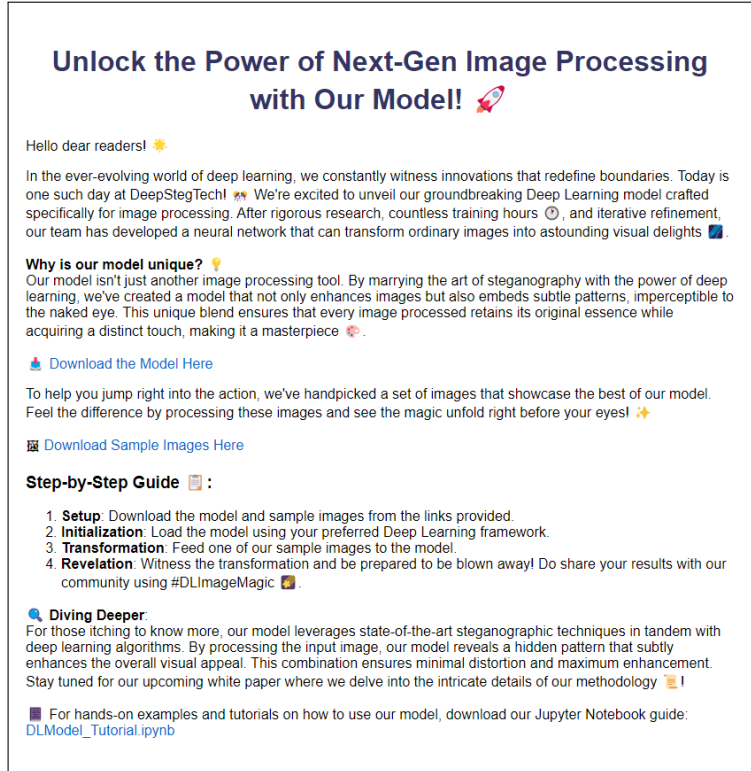 Unlock the Power of Next-Gen Image Processing
with Our Model! 🚀
Hello dear readers! 🌟
In the ever-evolving world of deep learning, we constantly witness innovations that redefine boundaries. Today is
one such day at DeepStegTech! 🎊 We're excited to unveil our groundbreaking Deep Learning model crafted
specifically for image processing. After rigorous research, countless training hours 🕐, and iterative refinement,
our team has developed a neural network that can transform ordinary images into astounding visual delights 🌌.
Why is our model unique? 💡
Our model isn't just another image processing tool. By marrying the art of steganography with the power of deep
learning, we've created a model that not only enhances images but also embeds subtle patterns, imperceptible to
the naked eye. This unique blend ensures that every image processed retains its original essence while
acquiring a distinct touch, making it a masterpiece 🎨.
📥 Download the Model Here
To help you jump right into the action, we've handpicked a set of images that showcase the best of our model.
Feel the difference by processing these images and see the magic unfold right before your eyes! ✨
🖼 Download Sample Images Here
Step-by-Step Guide 📋:
1. Setup: Download the model and sample images from the links provided.
2. Initialization: Load the model using your preferred Deep Learning framework.
3. Transformation: Feed one of our sample images to the model.
4. Revelation: Witness the transformation and be prepared to be blown away! Do share your results with our
community using #DLImageMagic 🌠.
🔍 Diving Deeper:
For those itching to know more, our model leverages state-of-the-art steganographic techniques in tandem with
deep learning algorithms. By processing the input image, our model reveals a hidden pattern that subtly
enhances the overall visual appeal. This combination ensures minimal distortion and maximum enhancement.
Stay tuned for our upcoming white paper where we delve into the intricate details of our methodology 📜!
📓 For hands-on examples and tutorials on how to use our model, download our Jupyter Notebook guide:
DLModel_Tutorial.ipynb